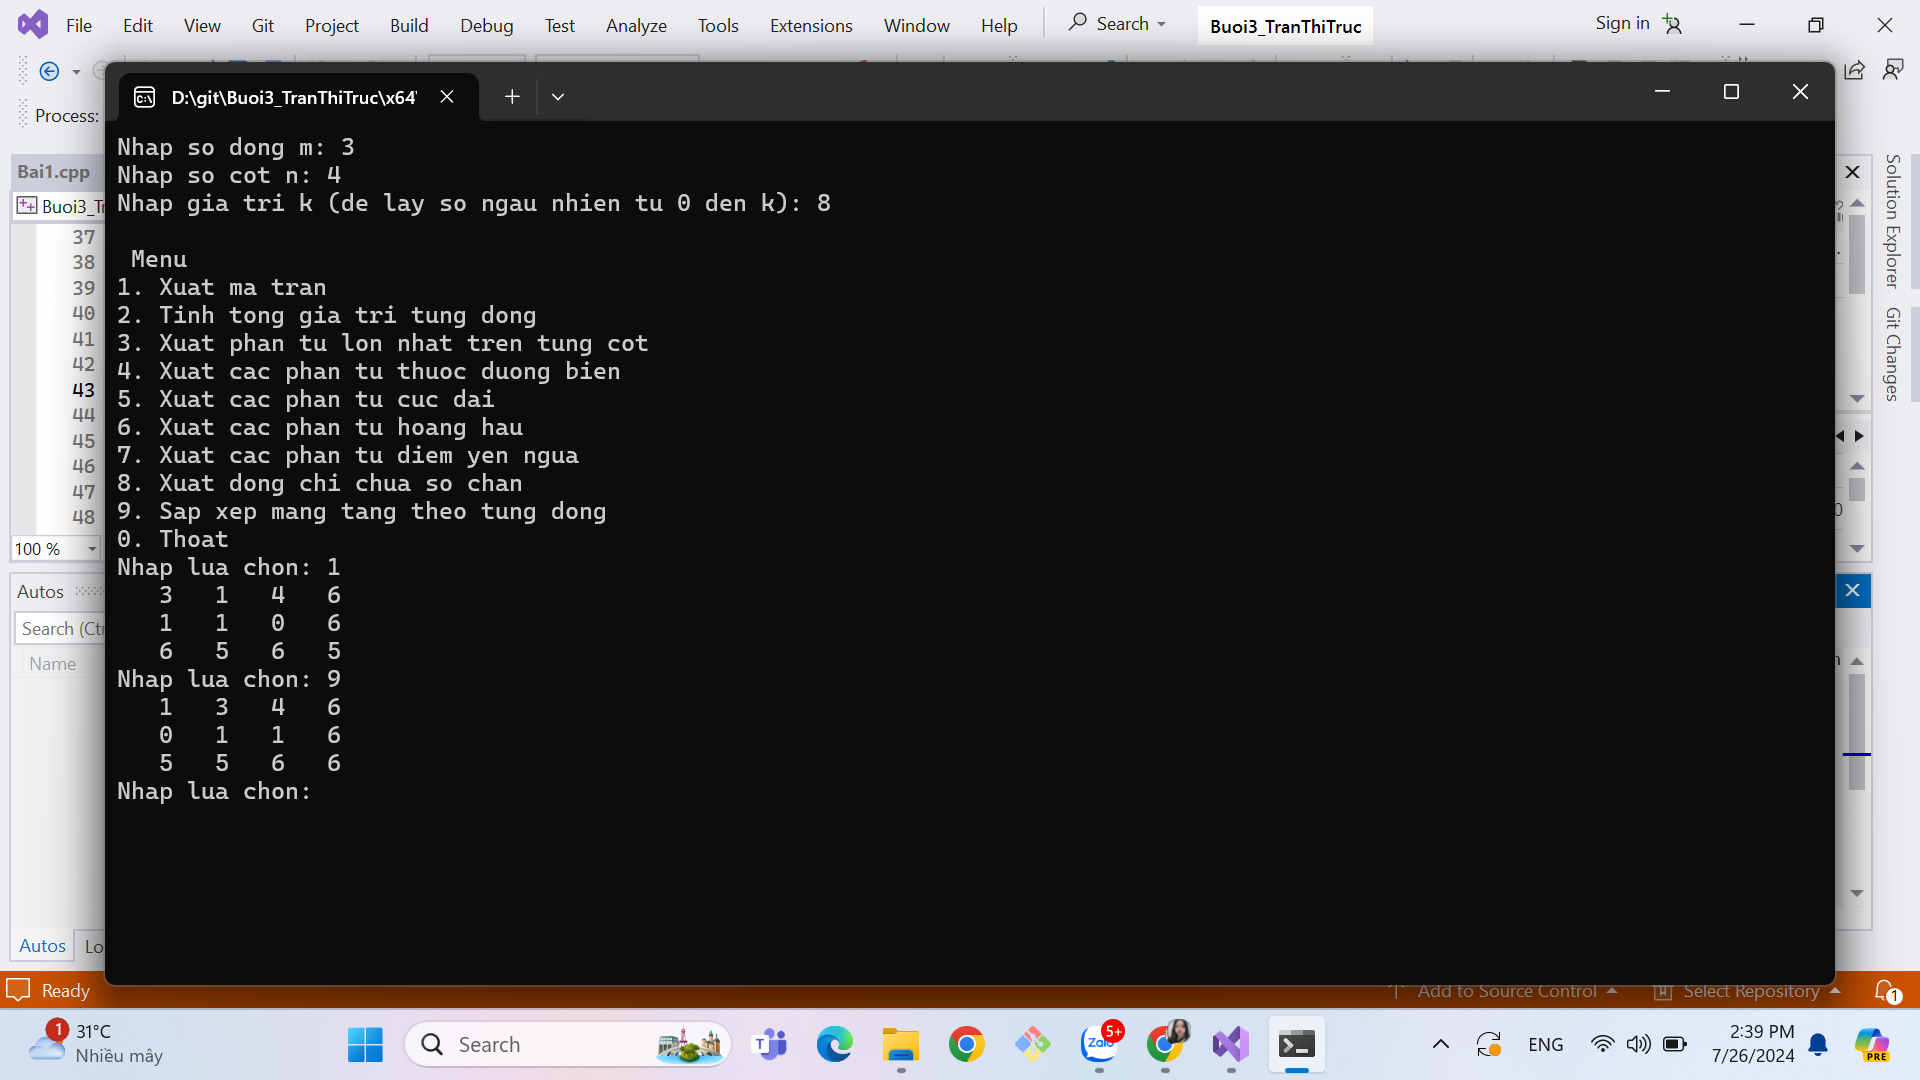 File Edit View Git Project Build Debug Test Analyze Tools Extensions Window Help Search Buoi3_TranThiTruc Sign in
D:\git\Buoi3_TranThiTruc\x64\
Process:
Bai1.cpp
Buoi3_Tr
37
38
39
40
41
42
43
44
45
46
47
48
100 %
Autos
Search (Ctr
Name
Autos Lo
Nhap so dong m: 3
Nhap so cot n: 4
Nhap gia tri k (de lay so ngau nhien tu 0 den k): 8
Menu
1. Xuat ma tran
2. Tinh tong gia tri tung dong
3. Xuat phan tu lon nhat tren tung cot
4. Xuat cac phan tu thuoc duong bien
5. Xuat cac phan tu cuc dai
6. Xuat cac phan tu hoang hau
7. Xuat cac phan tu diem yen ngua
8. Xuat dong chi chua so chan
9. Sap xep mang tang theo tung dong
0. Thoat
Nhap lua chon: 1
3 1 4 6
1 1 0 6
6 5 6 5
Nhap lua chon: 9
1 3 4 6
0 1 1 6
5 5 6 6
Nhap lua chon:
Solution Explorer
Git Changes
Ready Add to Source Control Select Repository 1
1 31°C
Nhiều mây
Search
Zalo 5+
ENG
2:39 PM
7/26/2024
PRE